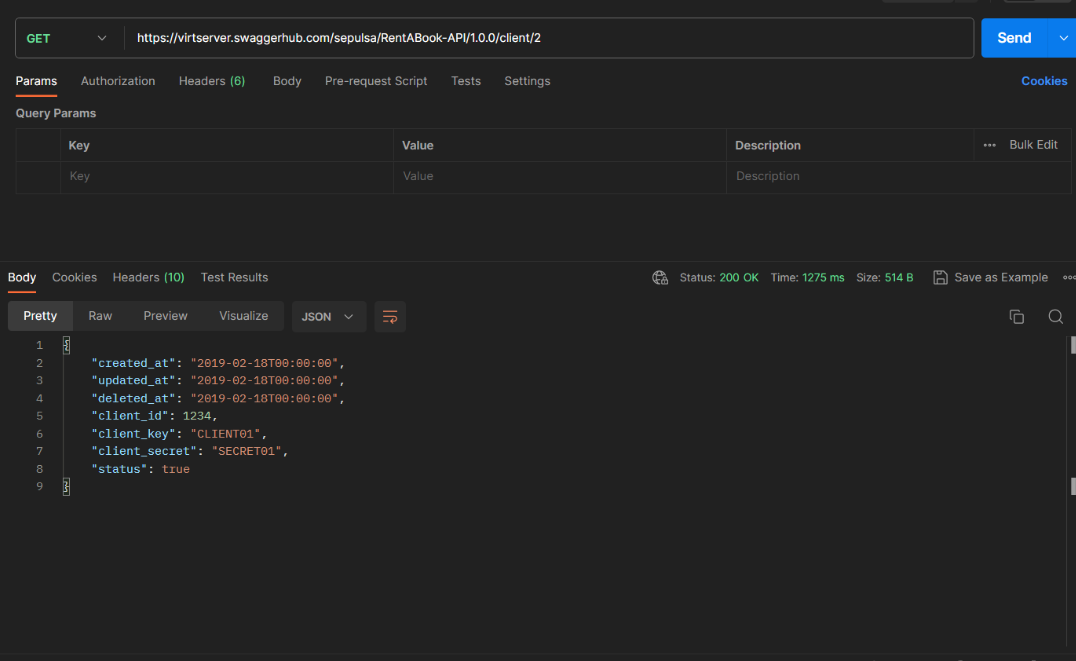 GET https://virtserver.swaggerhub.com/sepulsa/RentABook-API/1.0.0/client/2 Send
Params Authorization Headers (6) Body Pre-request Script Tests Settings Cookies
Query Params
Key Value Description ••• Bulk Edit
Key Value Description
Body Cookies Headers (10) Test Results Status: 200 OK Time: 1275 ms Size: 514 B Save as Example
Pretty Raw Preview Visualize JSON
1 {
2 "created_at": "2019-02-18T00:00:00",
3 "updated_at": "2019-02-18T00:00:00",
4 "deleted_at": "2019-02-18T00:00:00",
5 "client_id": 1234,
6 "client_key": "CLIENT01",
7 "client_secret": "SECRET01",
8 "status": true
9 }